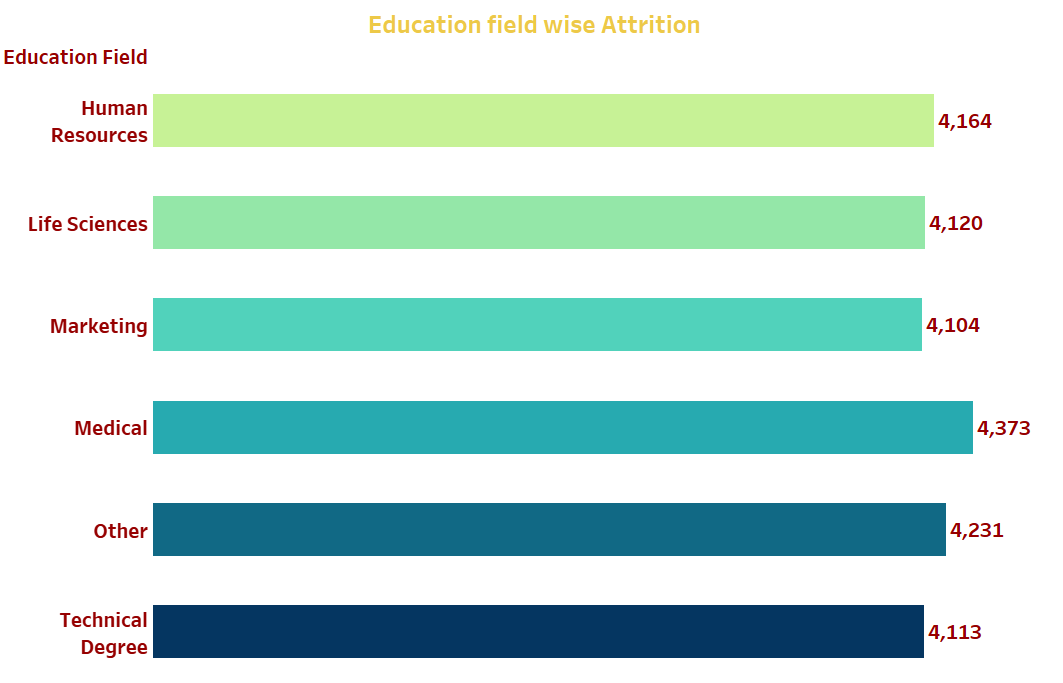 Education field wise Attrition
Education Field
Human
Resources
4,164
Life Sciences
4,120
Marketing
4,104
Medical
4,373
Other
4,231
Technical
Degree
4,113